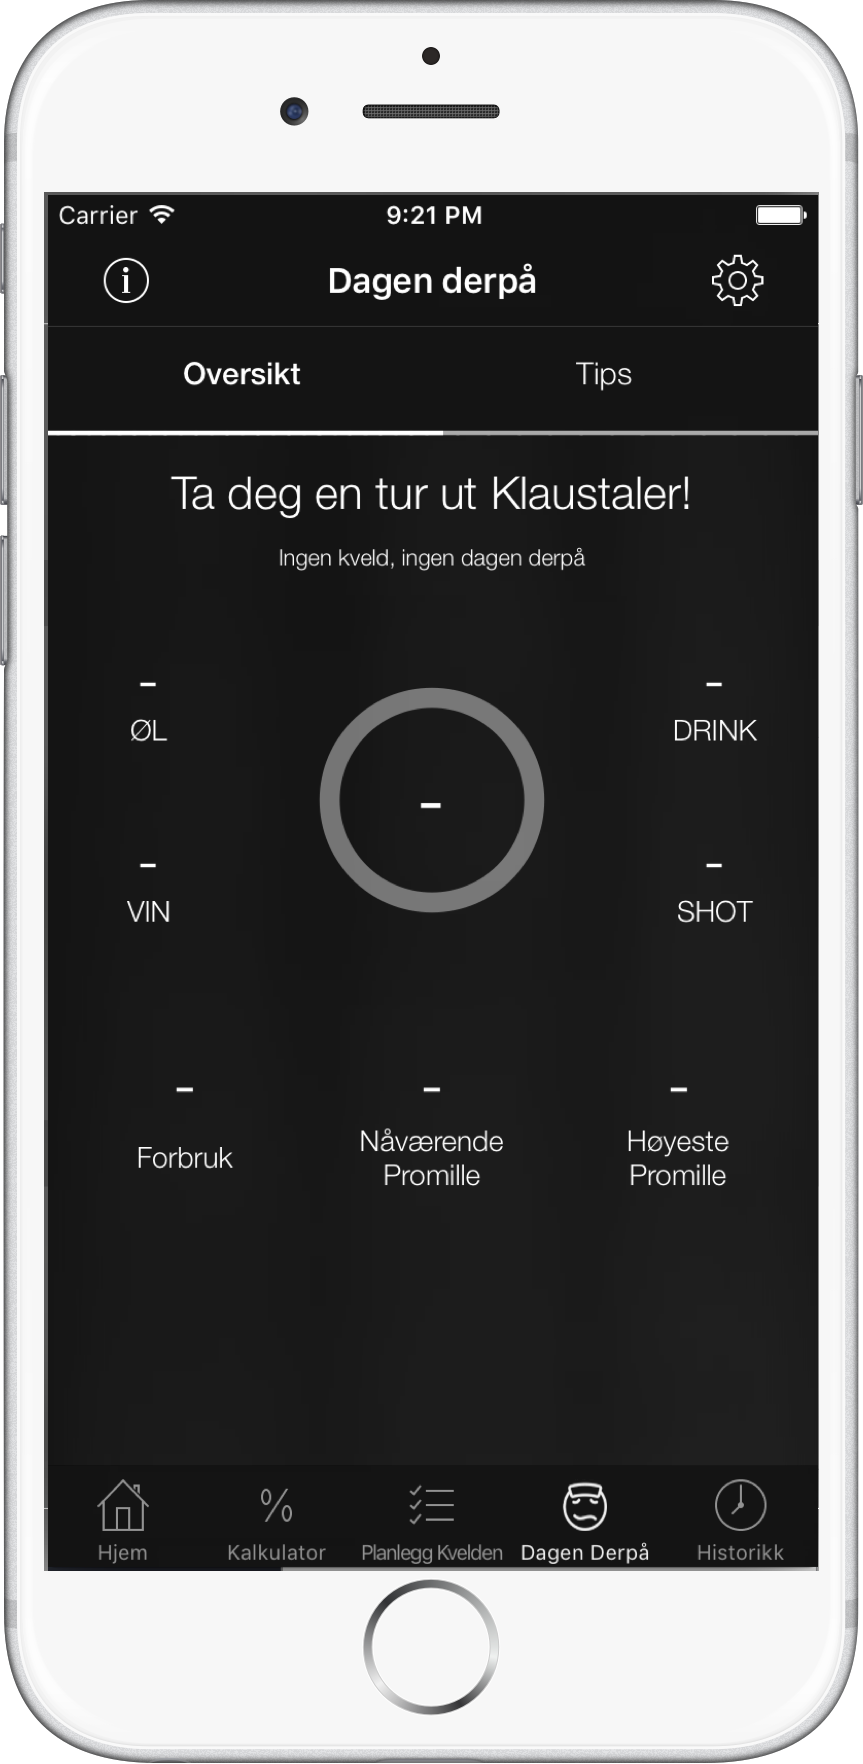 Carrier 9:21 PM
Dagen derpå
Oversikt Tips
Ta deg en tur ut Klaustaler!
Ingen kveld, ingen dagen derpå
- -
ØL DRINK
-
- -
VIN SHOT
- - -
Forbruk Nåværende Promille Høyeste Promille
Hjem % Kalkulator Planlegg Kvelden Dagen Derpå Historikk